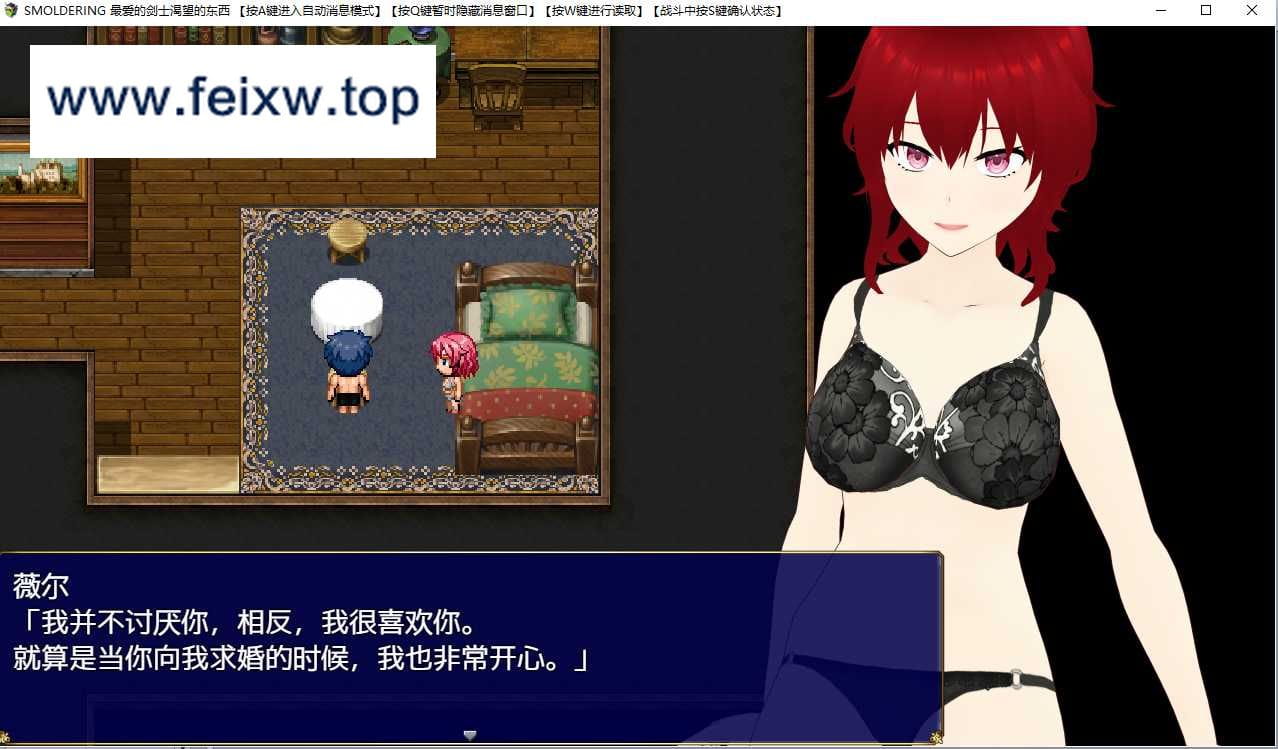 SMOLDERING 最爱的剑士渴望的东西 【按A键进入自动消息模式】【按Q键暂时隐藏消息窗口】【按W键进行读取】【战斗中按S键确认状态】
www.feixw.top
薇尔
「我并不讨厌你，相反，我很喜欢你。
就算是当你向我求婚的时候，我也非常开心。」